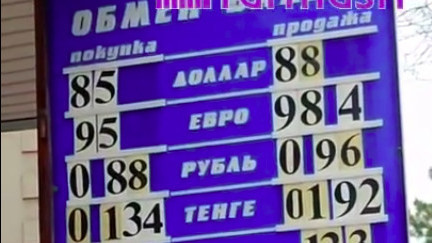 ОБМЕН
покупка продажа
85 ДОЛЛАР 88
95 ЕВРО 98 4
0 88 РУБЛЬ 0 96
0 134 ТЕНГЕ 0192